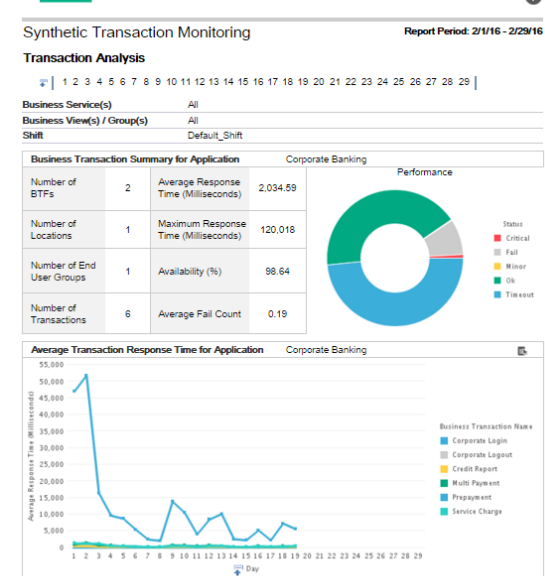 Synthetic Transaction Monitoring
Report Period: 2/1/16 - 2/29/16
Transaction Analysis
1 2 3 4 5 6 7 8 9 10 11 12 13 14 15 16 17 18 19 20 21 22 23 24 25 26 27 28 29
Business Service(s) All
Business View(s) / Group(s) All
Shift Default_Shift
Business Transaction Summary for Application Corporate Banking
Number of BTFs 2 Average Response Time (Milliseconds) 2,034.59
Number of Locations 1 Maximum Response Time (Milliseconds) 120,018
Number of End User Groups 1 Availability (%) 98.64
Number of Transactions 6 Average Fail Count 0.19
Performance
Status
Critical
Fail
Minor
Ok
Timeout
Average Transaction Response Time for Application Corporate Banking
Average Response Time (Milliseconds)
55,000
50,000
45,000
40,000
35,000
30,000
25,000
20,000
15,000
10,000
5,000
0
1 2 3 4 5 6 7 8 9 10 11 12 13 14 15 16 17 18 19 20 21 22 23 24 25 26 27 28 29
Day
Business Transaction Name
Corporate Login
Corporate Logout
Credit Report
Multi Payment
Prepayment
Service Charge